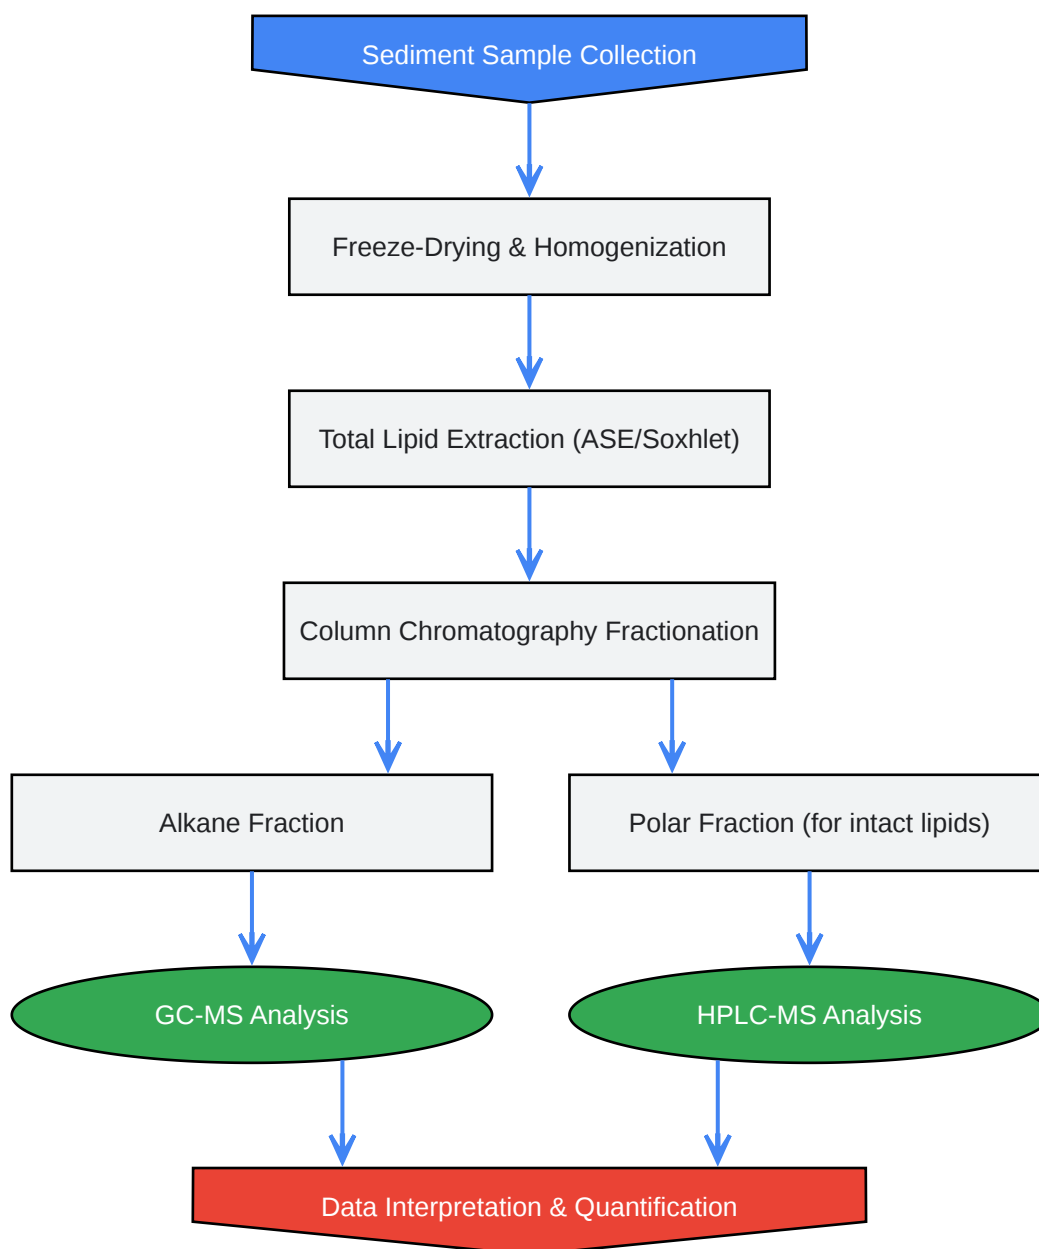 Sediment Sample Collection
Freeze-Drying & Homogenization
Total Lipid Extraction (ASE/Soxhlet)
Column Chromatography Fractionation
Alkane Fraction
Polar Fraction (for intact lipids)
GC-MS Analysis
HPLC-MS Analysis
Data Interpretation & Quantification